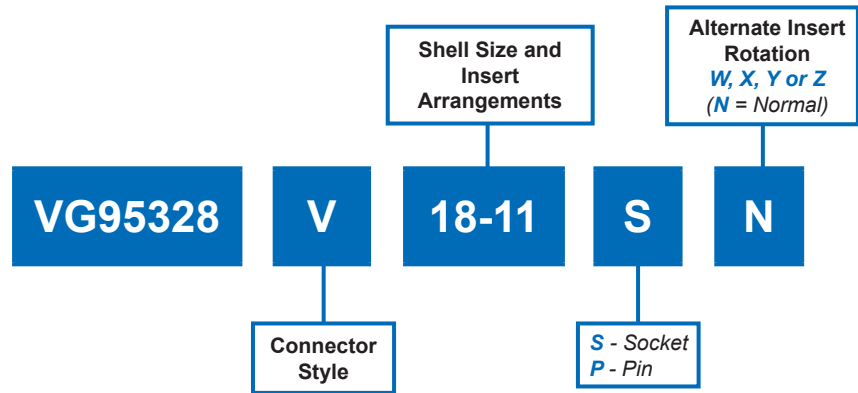 Shell Size and
Insert
Arrangements
Alternate Insert
Rotation
W, X, Y or Z
(N = Normal)
VG95328 V 18-11 S N
Connector
Style
S - Socket
P - Pin